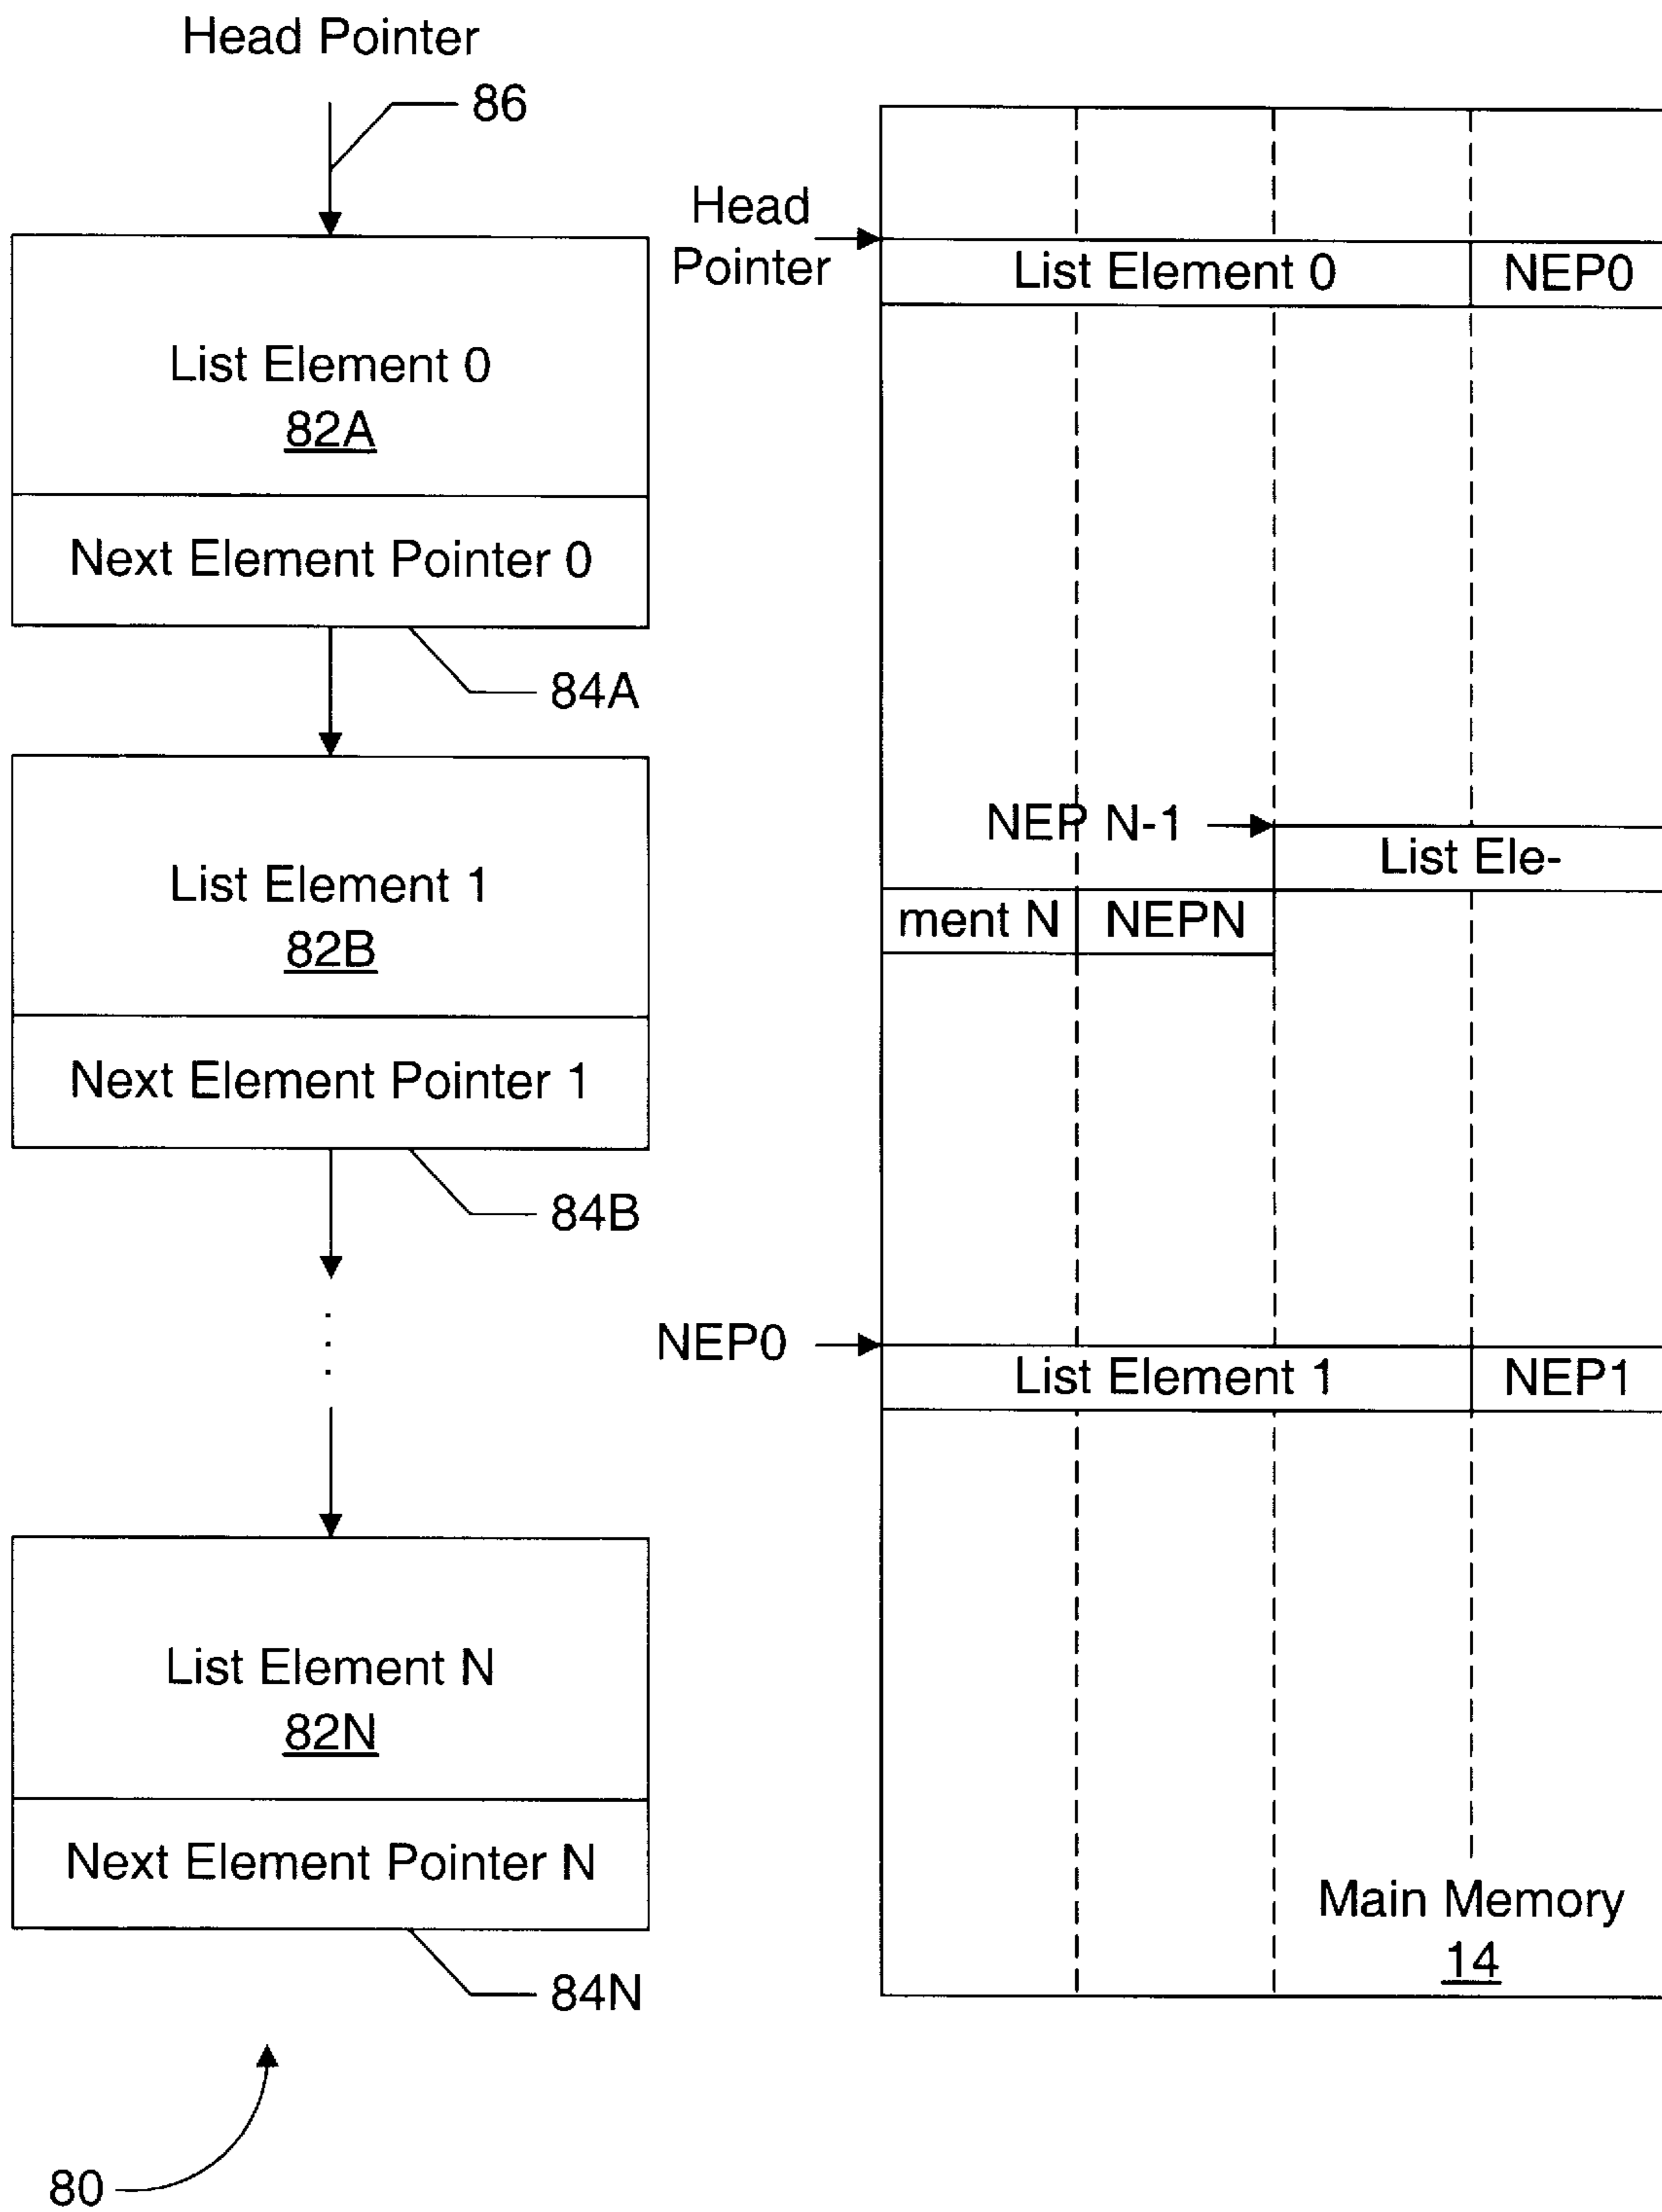 Head Pointer
86
List Element 0
82A
Next Element Pointer 0
84A
List Element 1
82B
Next Element Pointer 1
84B
List Element N
82N
Next Element Pointer N
84N
80
Head
Pointer
List Element 0
NEP0
NEP N-1
List Ele-
ment N
NEPN
NEP0
List Element 1
NEP1
Main Memory
14